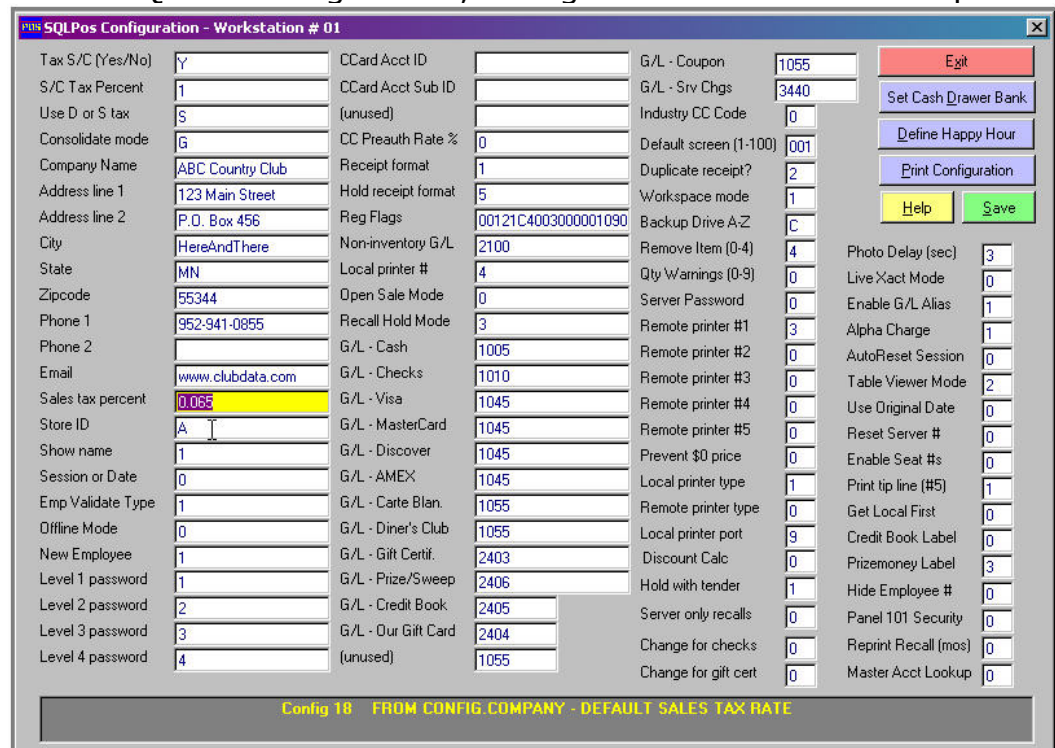 SQLPos Configuration - Workstation # 01
Tax S/C (Yes/No) Y
S/C Tax Percent 1
Use D or S tax S
Consolidate mode G
Company Name ABC Country Club
Address line 1 123 Main Street
Address line 2 P.O. Box 456
City HereAndThere
State MN
Zipcode 55344
Phone 1 952-941-0855
Phone 2
Email www.clubdata.com
Sales tax percent 0.065
Store ID A
Show name 1
Session or Date 0
Emp Validate Type 1
Offline Mode 0
New Employee 1
Level 1 password 1
Level 2 password 2
Level 3 password 3
Level 4 password 4
CCard Acct ID
CCard Acct Sub ID
(unused)
CC Preauth Rate % 0
Receipt format 1
Hold receipt format 5
Reg Flags 00121C4003000001090
Non-inventory G/L 2100
Local printer # 4
Open Sale Mode 0
Recall Hold Mode 3
G/L - Cash 1005
G/L - Checks 1010
G/L - Visa 1045
G/L - MasterCard 1045
G/L - Discover 1045
G/L - AMEX 1045
G/L - Carte Blan. 1055
G/L - Diner's Club 1055
G/L - Gift Certif. 2403
G/L - Prize/Sweep 2406
G/L - Credit Book 2405
G/L - Our Gift Card 2404
(unused) 1055
G/L - Coupon 1055
G/L - Srv Chgs 3440
Industry CC Code 0
Default screen (1-100) 001
Duplicate receipt? 2
Workspace mode 1
Backup Drive A-Z C
Remove Item (0-4) 4
Qty Warnings (0-9) 0
Server Password 0
Remote printer #1 3
Remote printer #2 0
Remote printer #3 0
Remote printer #4 0
Remote printer #5 0
Prevent $0 price 0
Local printer type 1
Remote printer type 0
Local printer port 9
Discount Calc 0
Hold with tender 1
Server only recalls 0
Change for checks 0
Change for gift cert 0
Exit
Set Cash Drawer Bank
Define Happy Hour
Print Configuration
Help Save
Photo Delay (sec) 3
Live Xact Mode 0
Enable G/L Alias 1
Alpha Charge 1
AutoReset Session 0
Table Viewer Mode 2
Use Original Date 0
Reset Server # 0
Enable Seat #s 0
Print tip line (#5) 1
Get Local First 0
Credit Book Label 0
Prizemoney Label 3
Hide Employee # 0
Panel 101 Security 0
Reprint Recall (mos) 0
Master Acct Lookup 0
Config 18 FROM CONFIG.COMPANY - DEFAULT SALES TAX RATE